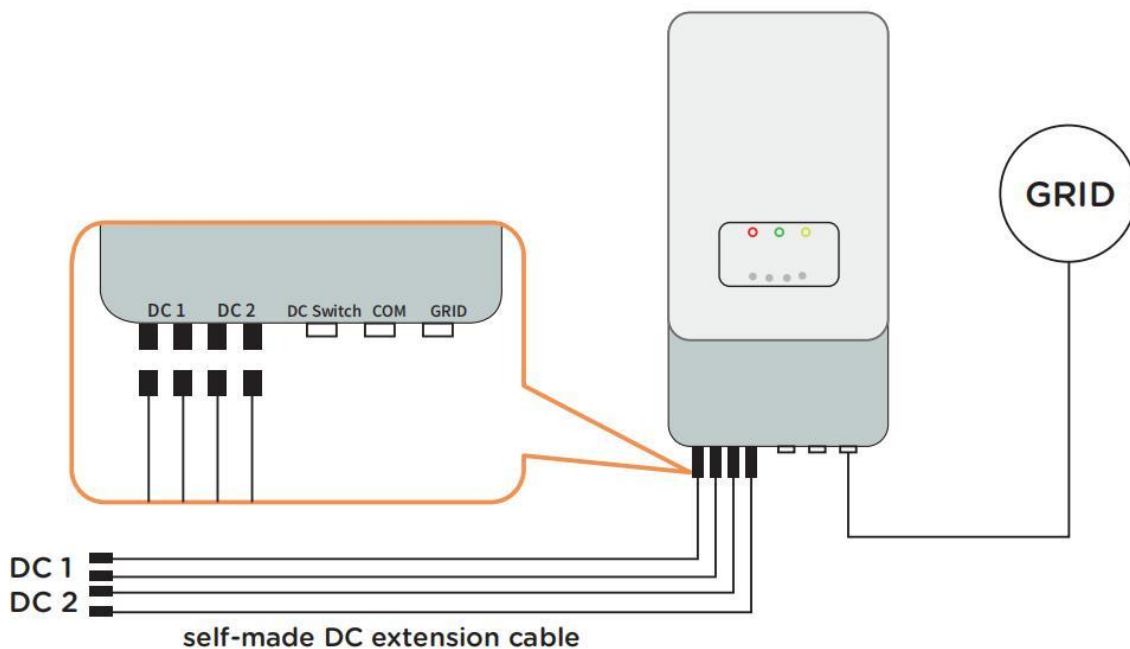 GRID
DC 1 DC 2 DC Switch COM GRID
DC 1
DC 2
self-made DC extension cable